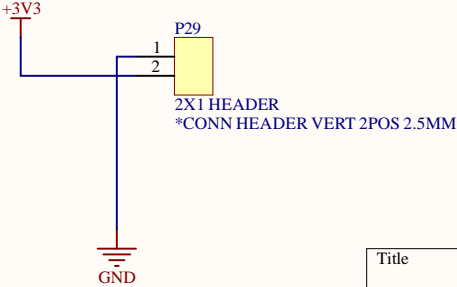 +3V3
P29
1
2
2X1 HEADER
*CONN HEADER VERT 2POS 2.5MM
GND
Title